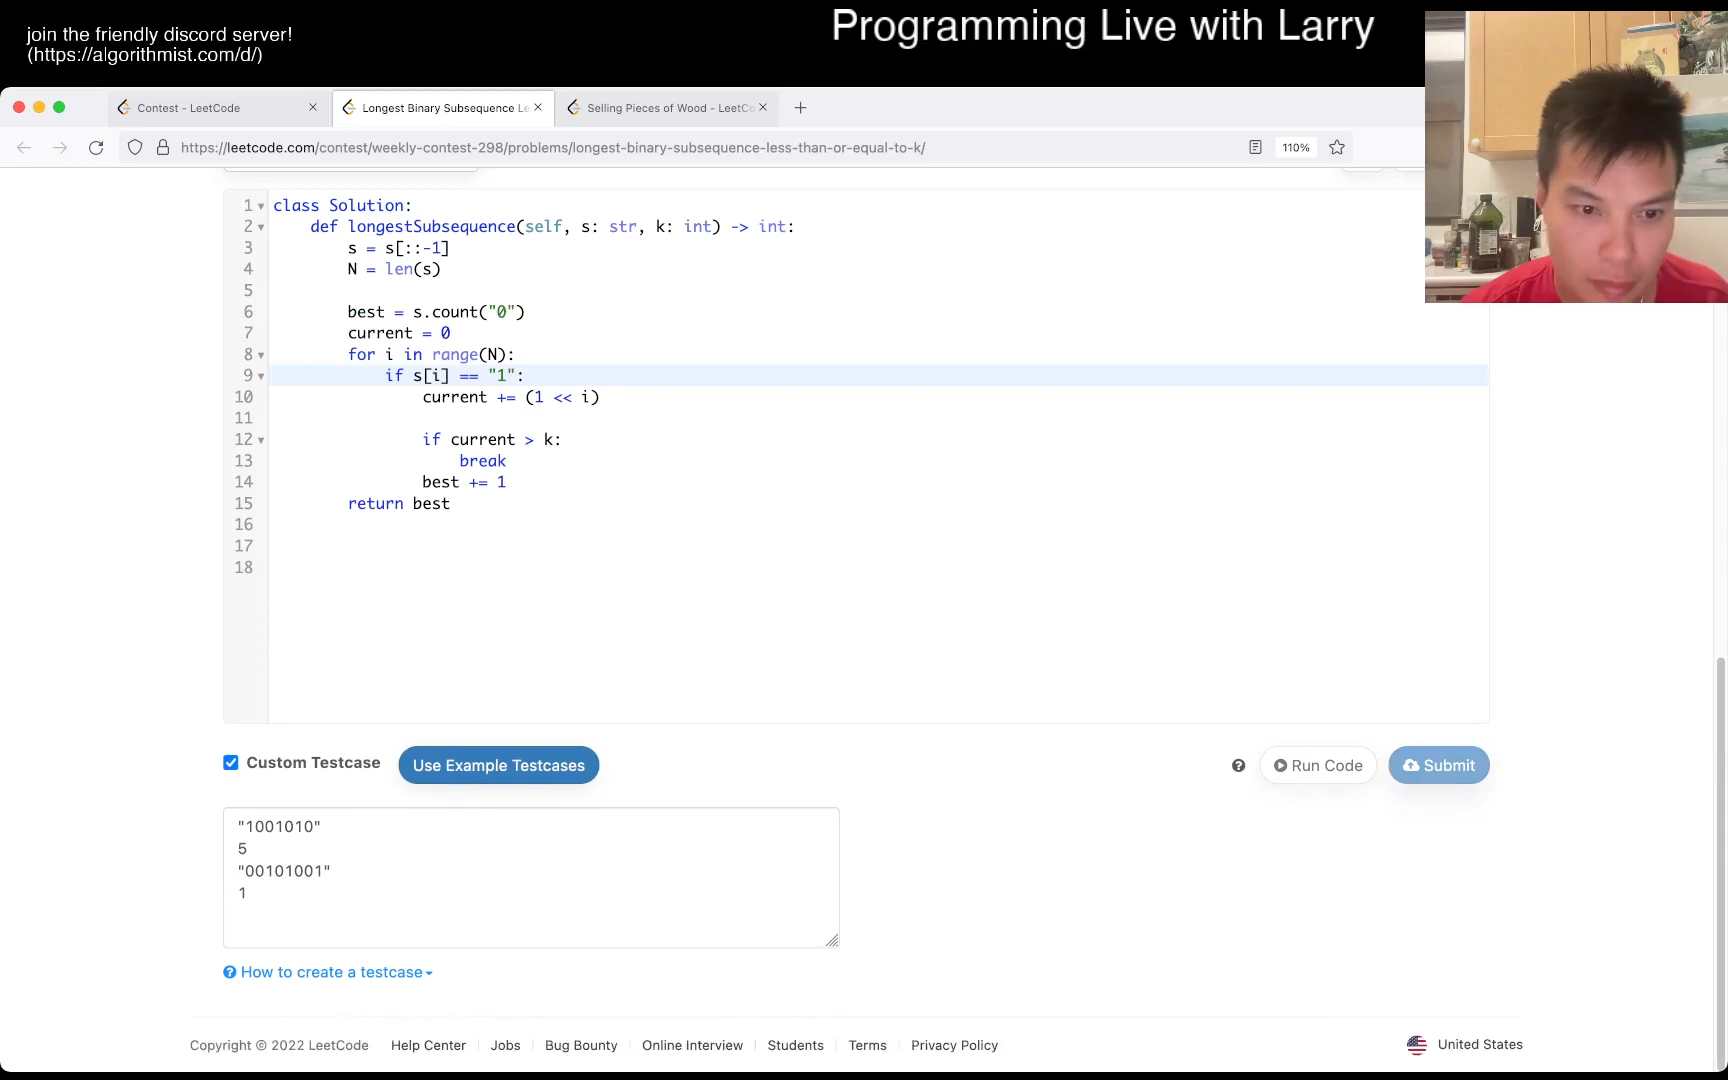 join the friendly discord server!
(https://algorithmist.com/d/)
Programming Live with Larry
Contest - LeetCode
Longest Binary Subsequence Le
Selling Pieces of Wood - LeetCo
https://leetcode.com/contest/weekly-contest-298/problems/longest-binary-subsequence-less-than-or-equal-to-k/
110%
1 class Solution:
2     def longestSubsequence(self, s: str, k: int) -> int:
3         s = s[::-1]
4         N = len(s)
5
6         best = s.count("0")
7         current = 0
8         for i in range(N):
9             if s[i] == "1":
10                 current += (1 << i)
11
12                 if current > k:
13                     break
14                 best += 1
15         return best
16
17
18
Custom Testcase
Use Example Testcases
Run Code
Submit
"1001010"
5
"00101001"
1
How to create a testcase
Copyright © 2022 LeetCode Help Center Jobs Bug Bounty Online Interview Students Terms Privacy Policy
United States